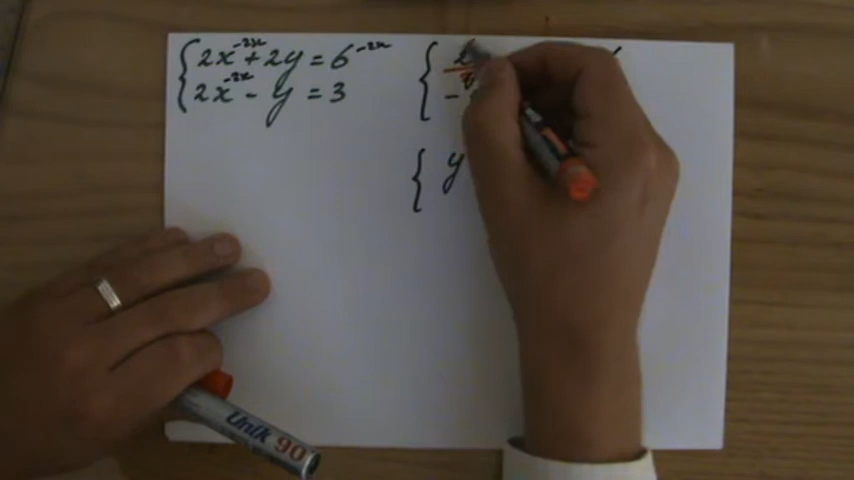 2x^{-2x} + 2y = 6^{-2x}
2x^{-2x} - y = 3
y
Unik 90